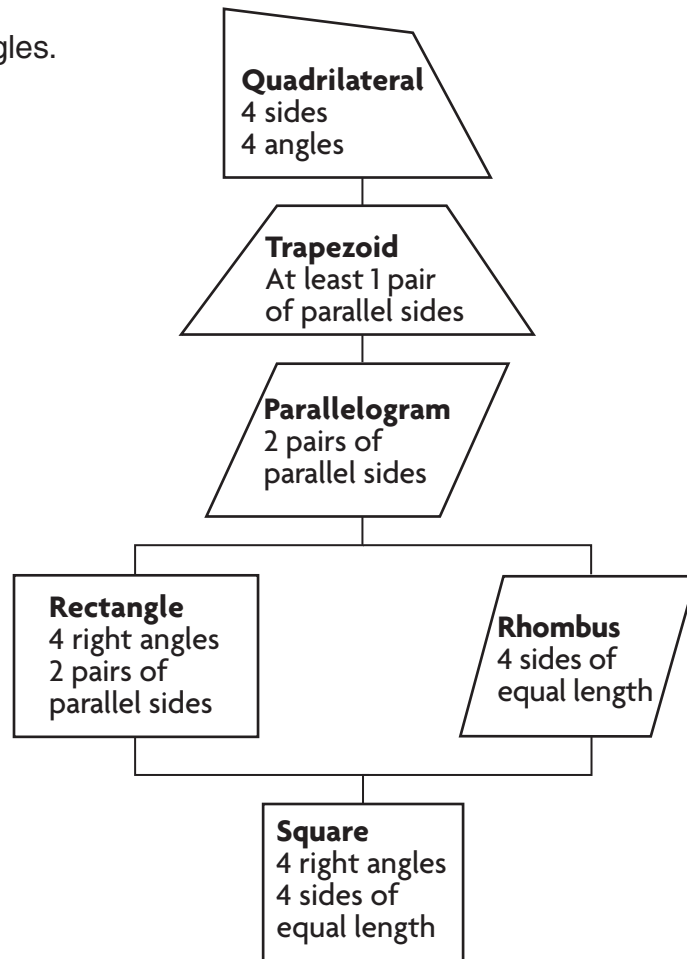 gles.
Quadrilateral
4 sides
4 angles
Trapezoid
At least 1 pair
of parallel sides
Parallelogram
2 pairs of
parallel sides
Rectangle
4 right angles
2 pairs of
parallel sides
Rhombus
4 sides of
equal length
Square
4 right angles
4 sides of
equal length